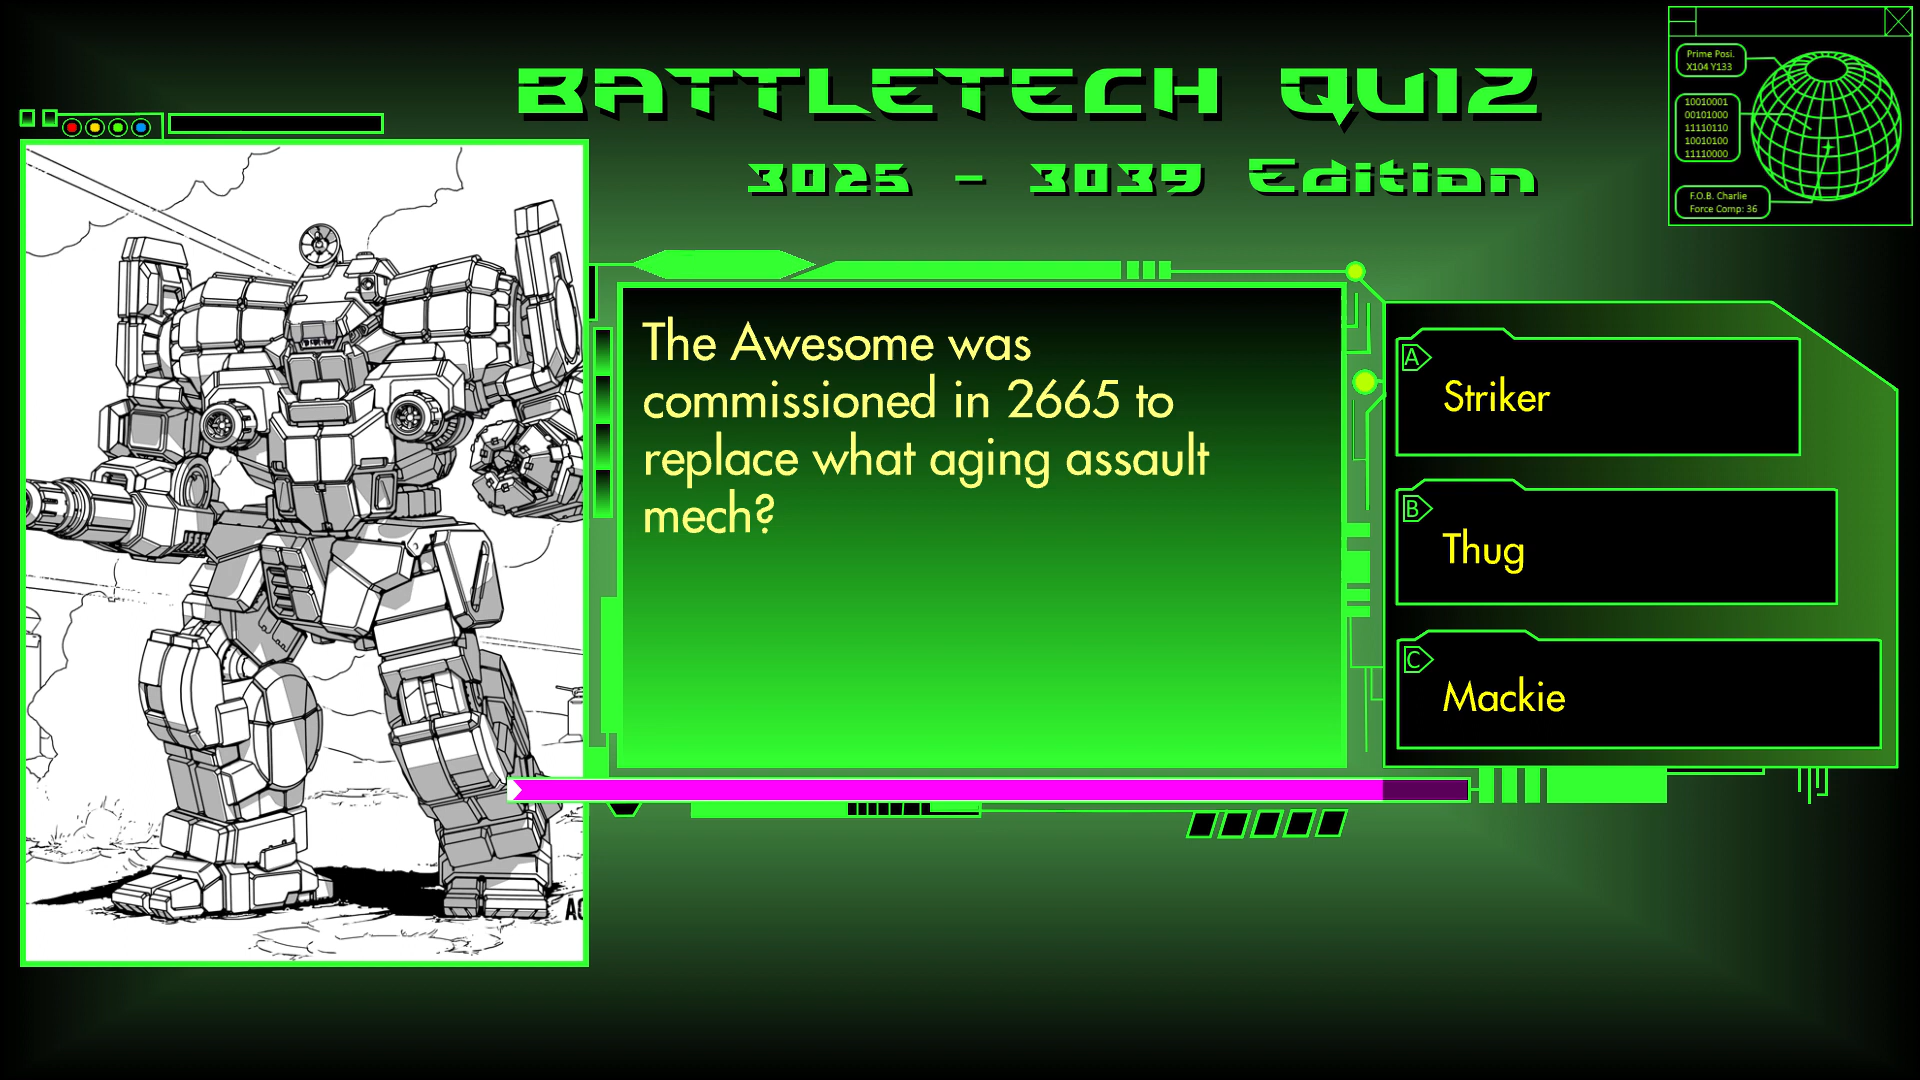 BATTLETECH QUIZ
3025 - 3039 Edition
Prime Posi.
X104 Y133
10010001
00101000
11110110
10010100
11110000
F.O.B. Charlie
Force Comp: 36
The Awesome was
commissioned in 2665 to
replace what aging assault
mech?
A
Striker
B
Thug
C
Mackie